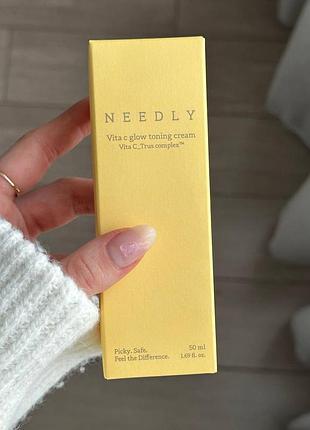 NEEDLY
Vita c glow toning cream
Vita C_Trus complex™
Picky. Safe.
Feel the Difference.
50 ml
1.69 fl. oz.